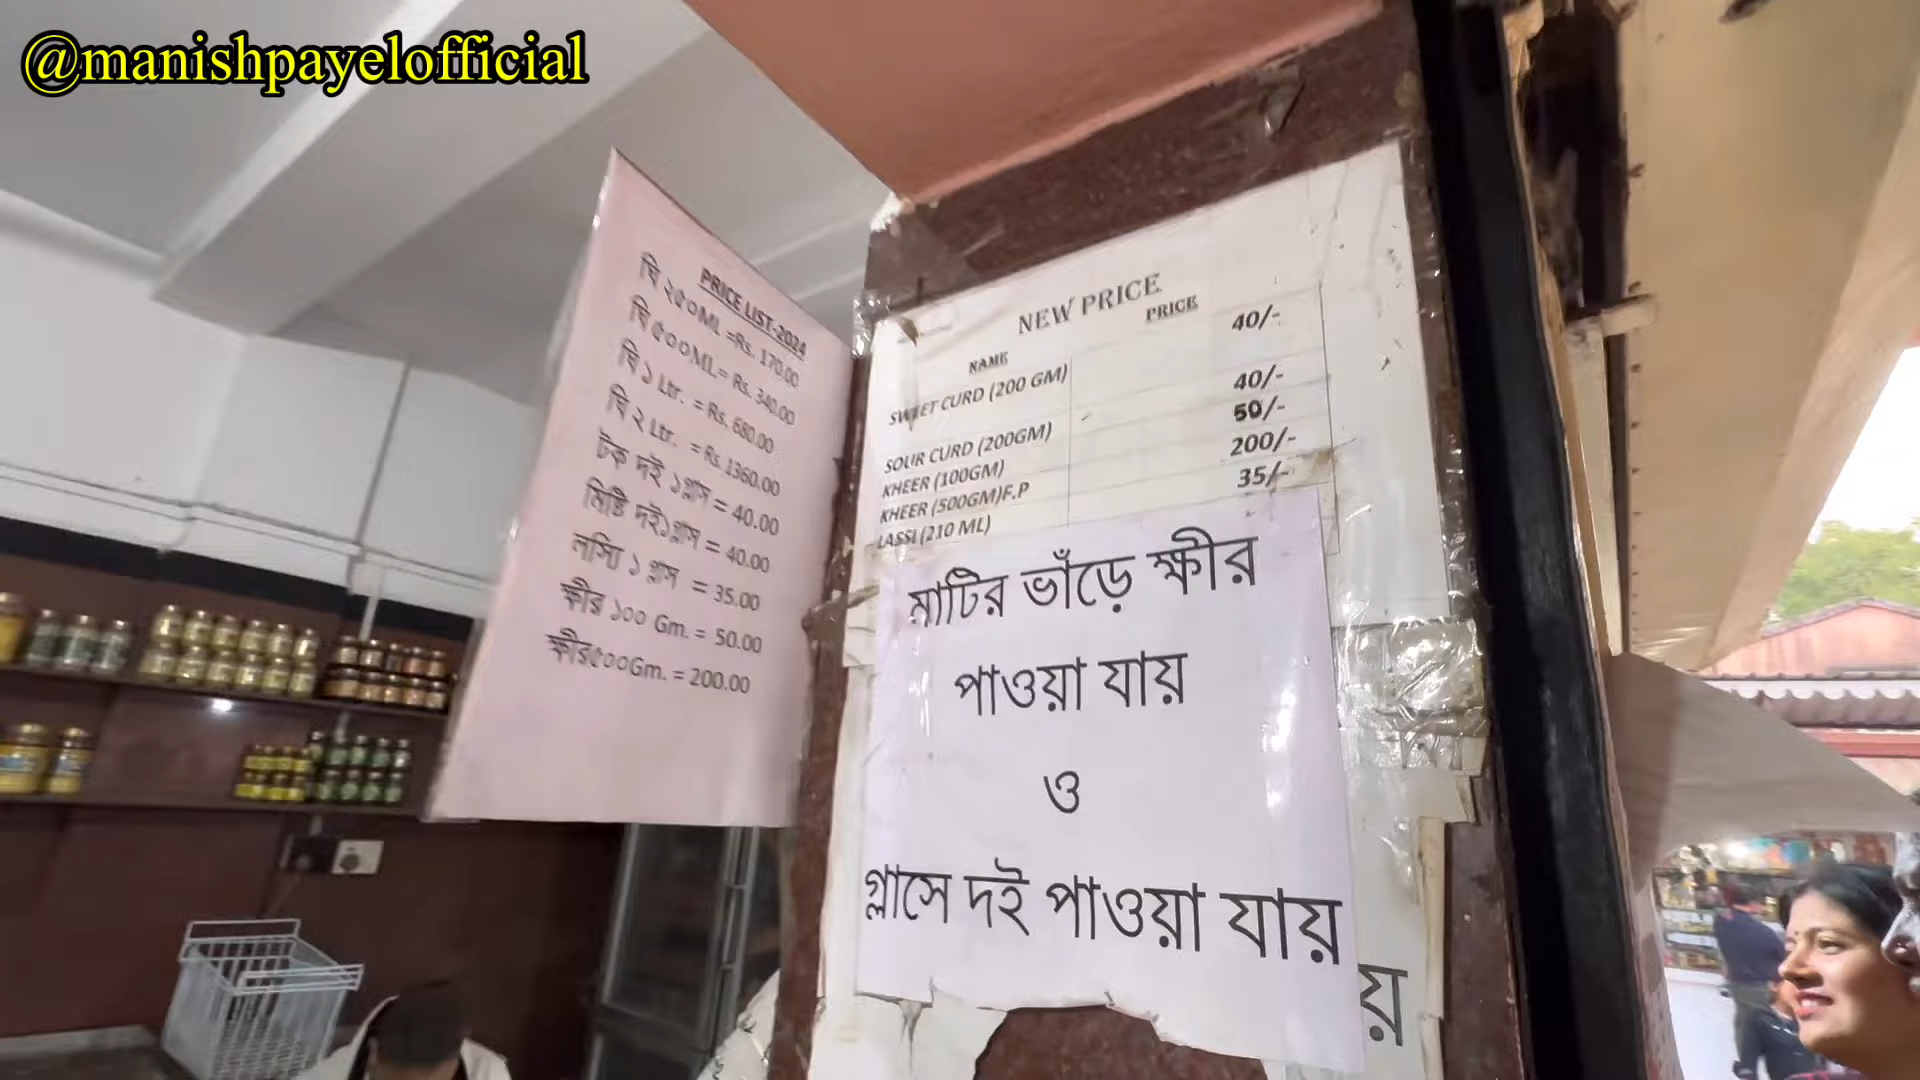 @manishpayelofficial
PRICE LIST-2024
ঘি ২৫০ML =Rs. 170.00
ঘি ৫০০ML= Rs. 340.00
ঘি ১ Ltr. = Rs. 680.00
ঘি ২ Ltr. = Rs. 1360.00
টক দই ১গ্লাস = 40.00
মিষ্টি দই১গ্লাস = 40.00
লস্যি ১ গ্লাস = 35.00
ক্ষীর ১০০ Gm. = 50.00
ক্ষীর৫০০Gm. = 200.00
NEW PRICE
NAME PRICE
SWEET CURD (200 GM) 40/-
SOUR CURD (200GM) 40/-
KHEER (100GM) 50/-
KHEER (500GM)F.P 200/-
LASSI (210 ML) 35/-
মাটির ভাঁড়ে ক্ষীর
পাওয়া যায়
ও
গ্লাসে দই পাওয়া যায়
য়